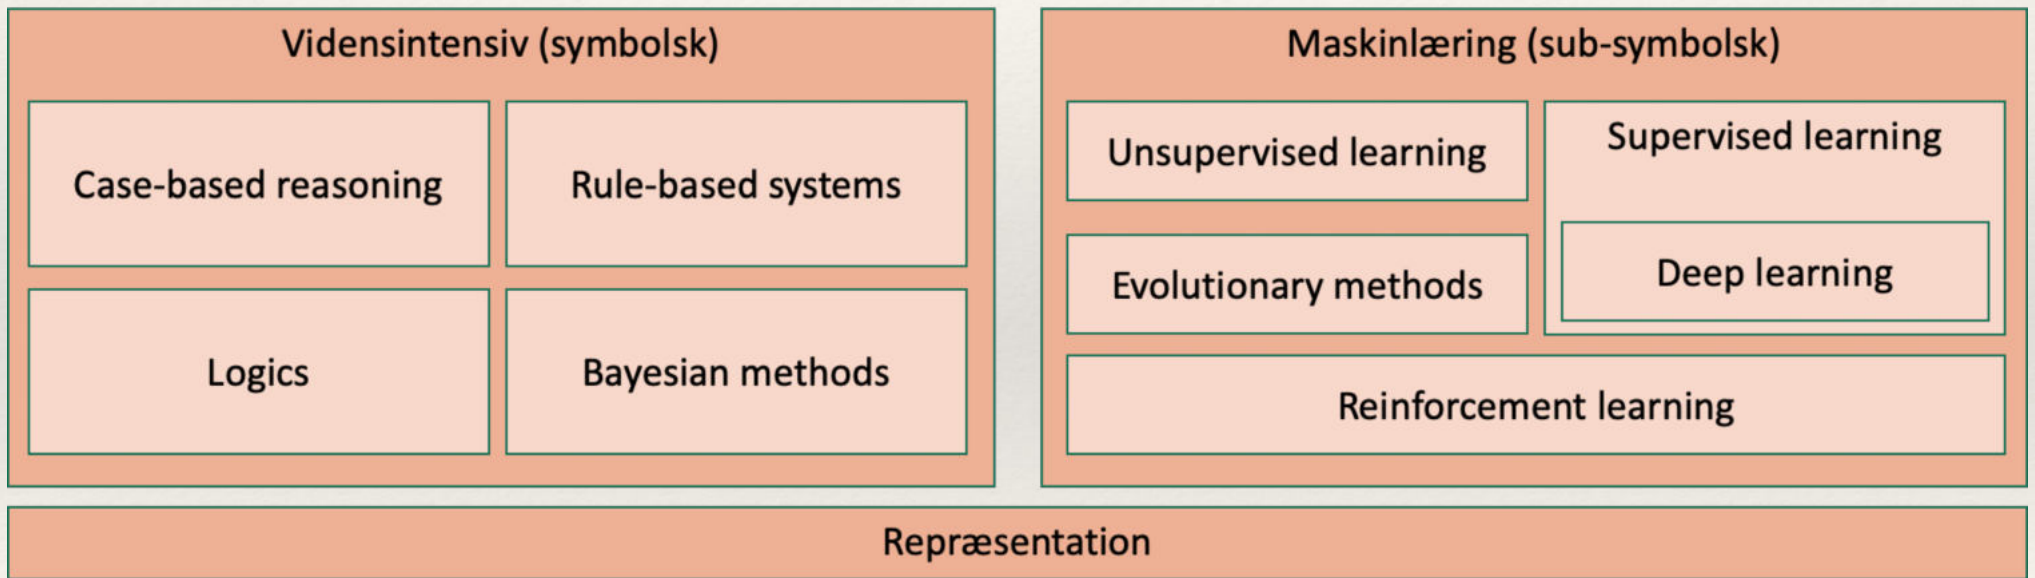 Vidensintensiv (symbolsk)
Case-based reasoning
Rule-based systems
Logics
Bayesian methods
Maskinlæring (sub-symbolsk)
Unsupervised learning
Supervised learning
Evolutionary methods
Deep learning
Reinforcement learning
Repræsentation